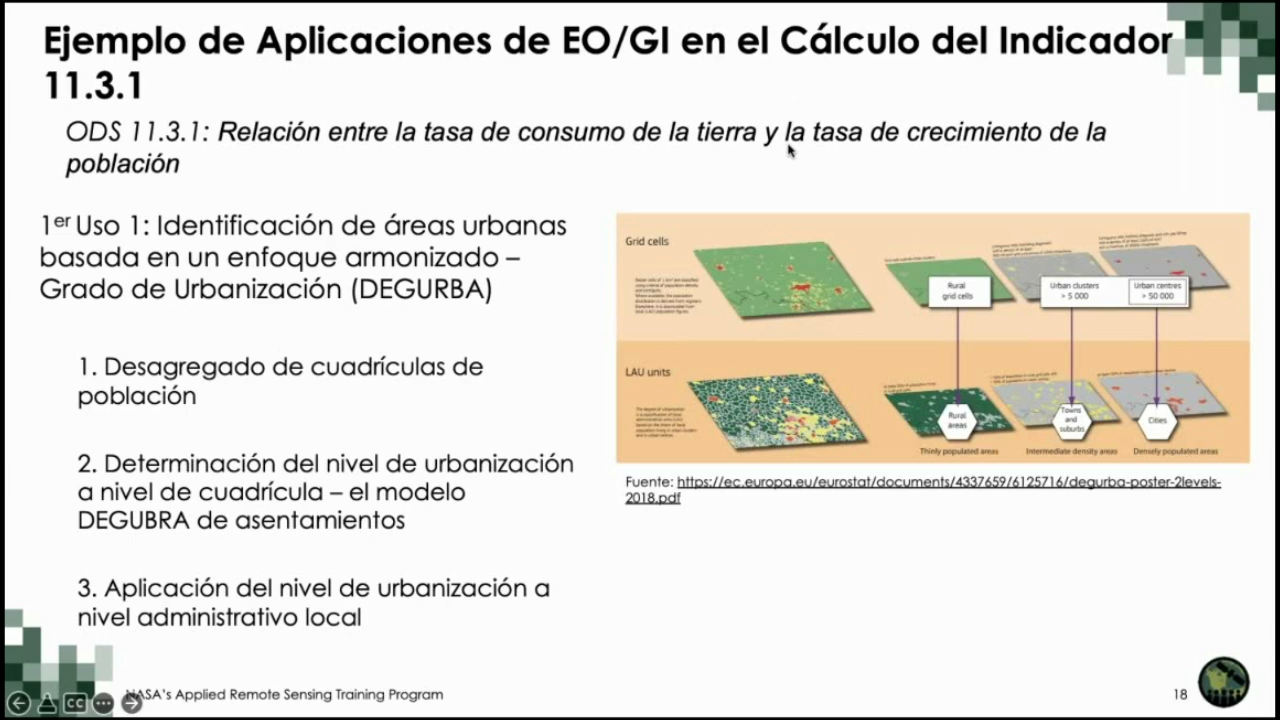 Ejemplo de Aplicaciones de EO/GI en el Cálculo del Indicador
11.3.1
ODS 11.3.1: Relación entre la tasa de consumo de la tierra y la tasa de crecimiento de la
población
1er Uso 1: Identificación de áreas urbanas
basada en un enfoque armonizado –
Grado de Urbanización (DEGURBA)
1. Desagregado de cuadrículas de
población
2. Determinación del nivel de urbanización
a nivel de cuadrícula – el modelo
DEGUBRA de asentamientos
3. Aplicación del nivel de urbanización a
nivel administrativo local
Grid cells
Rural
grid cells
Urban clusters
> 5 000
Urban centres
> 50 000
LAU units
Rural
areas
Towns
and
suburbs
Cities
Thinly populated areas
Intermediate density areas
Densely populated areas
Fuente: https://ec.europa.eu/eurostat/documents/4337659/6125716/degurba-poster-2levels-
2018.pdf
CC
NASA's Applied Remote Sensing Training Program
18